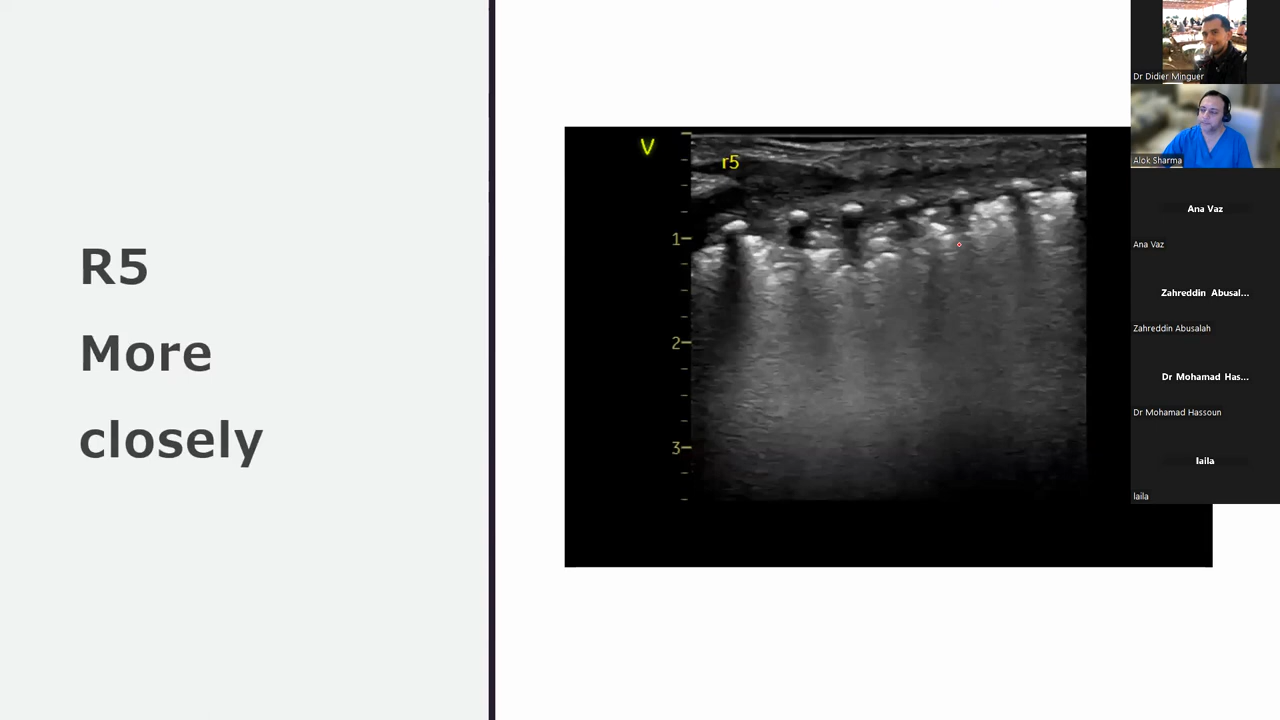 R5
More
closely
V
r5
1
2
3
Dr Didier Minguer
Alok Sharma
Ana Vaz
Ana Vaz
Zahreddin Abusal...
Zahreddin Abusalah
Dr Mohamad Has...
Dr Mohamad Hassoun
laila
laila